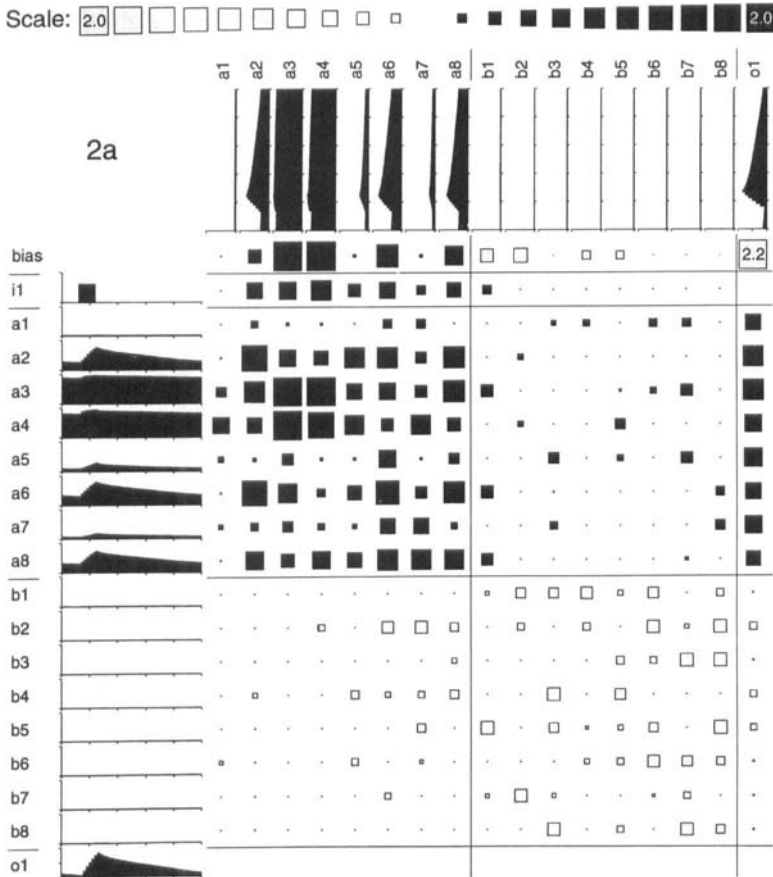 Scale: 2.0 2.0
a1 a2 a3 a4 a5 a6 a7 a8 b1 b2 b3 b4 b5 b6 b7 b8 o1
2a
bias 2.2
i1
a1
a2
a3
a4
a5
a6
a7
a8
b1
b2
b3
b4
b5
b6
b7
b8
o1